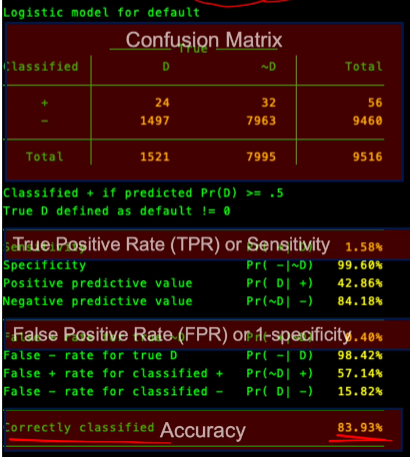 Logistic model for default
Confusion Matrix
True
Classified D ~D Total
+ 24 32 56
- 1497 7963 9460
Total 1521 7995 9516
Classified + if predicted Pr(D) >= .5
True D defined as default != 0
True Positive Rate (TPR) or Sensitivity 1.58%
Specificity Pr( -|~D) 99.60%
Positive predictive value Pr( D| +) 42.86%
Negative predictive value Pr(~D| -) 84.18%
False Positive Rate (FPR) or 1-specificity 0.40%
False - rate for true D Pr( -| D) 98.42%
False + rate for classified + Pr(~D| +) 57.14%
False - rate for classified - Pr( D| -) 15.82%
Correctly classified Accuracy 83.93%